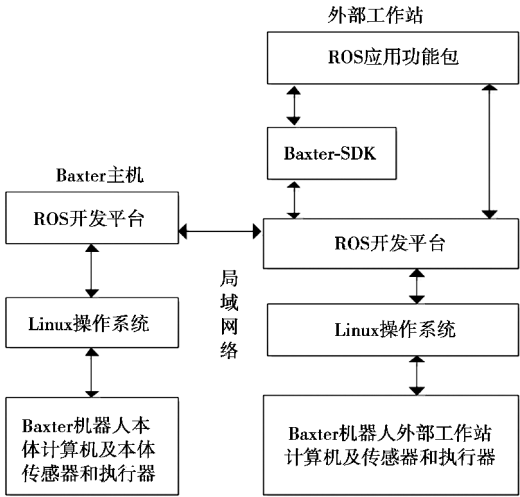 外部工作站
ROS应用功能包
Baxter-SDK
Baxter主机
ROS开发平台
ROS开发平台
局域网络
Linux操作系统
Linux操作系统
Baxter机器人本
体计算机及本体
传感器和执行器
Baxter机器人外部工作站
计算机及传感器和执行器